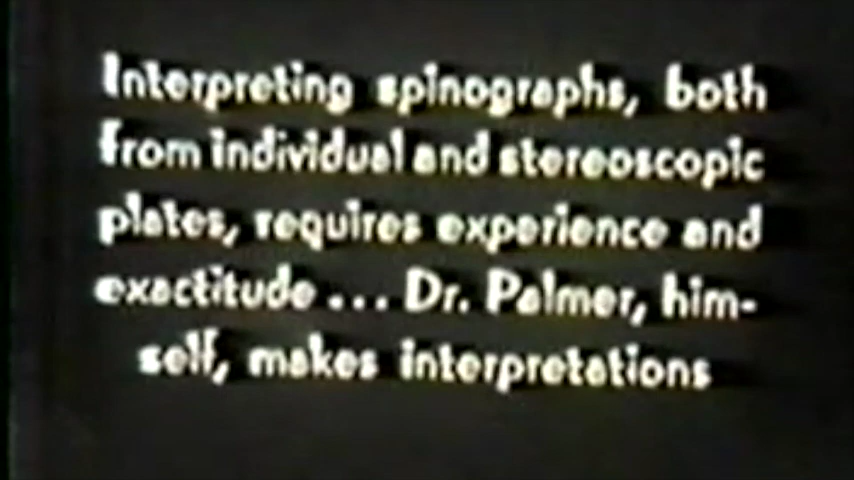 Interpreting spinographs, both
from individual and stereoscopic
plates, requires experience and
exactitude... Dr. Palmer, him-
self, makes interpretations